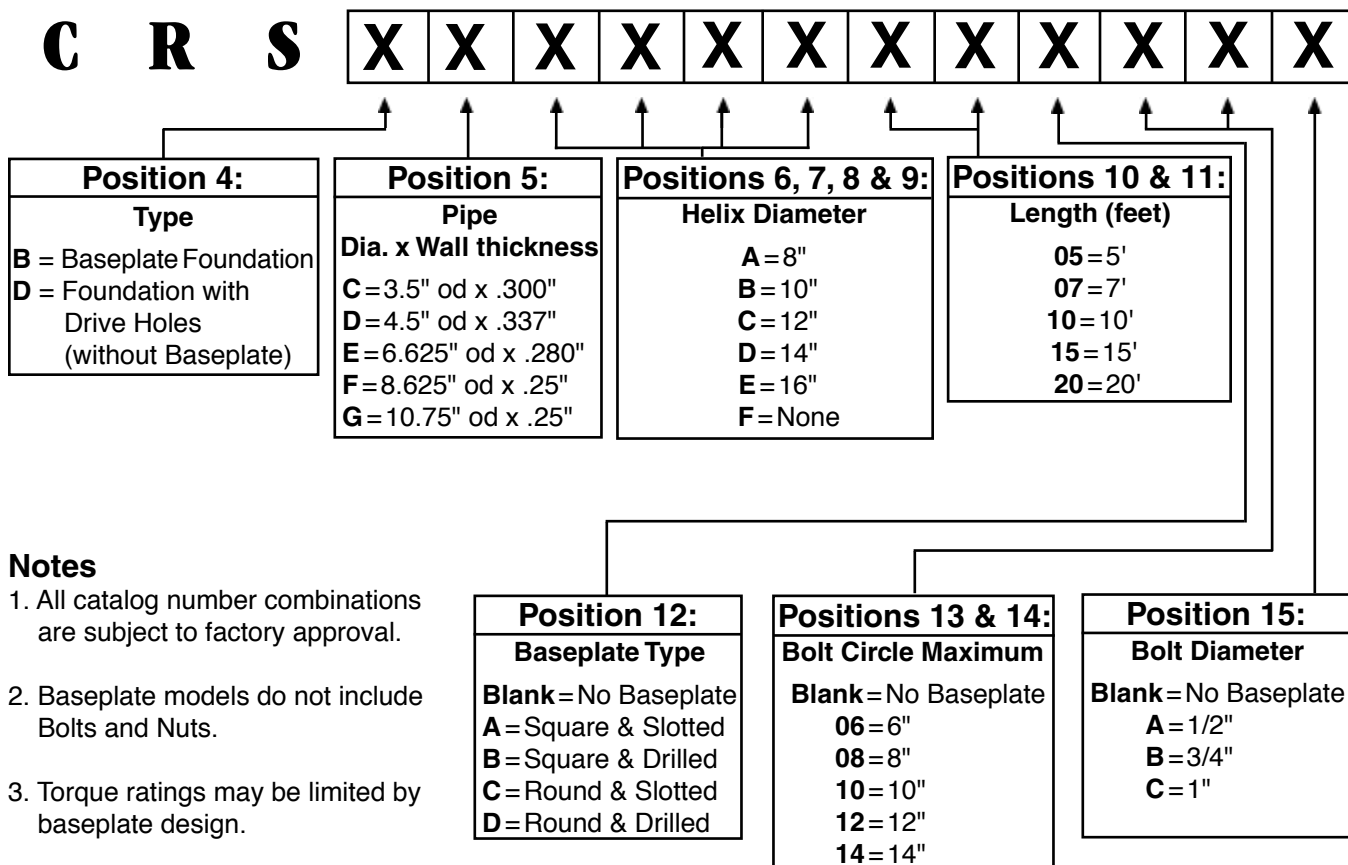 C R S X X X X X X X X X X X X
Position 4:
Type
B = Baseplate Foundation
D = Foundation with
Drive Holes
(without Baseplate)
Position 5:
Pipe
Dia. x Wall thickness
C=3.5" od x .300"
D=4.5" od x .337"
E=6.625" od x .280"
F=8.625" od x .25"
G=10.75" od x .25"
Positions 6, 7, 8 & 9:
Helix Diameter
A=8"
B=10"
C=12"
D=14"
E=16"
F=None
Positions 10 & 11:
Length (feet)
05=5'
07=7'
10=10'
15=15'
20=20'
Notes
1. All catalog number combinations
are subject to factory approval.
2. Baseplate models do not include
Bolts and Nuts.
3. Torque ratings may be limited by
baseplate design.
Position 12:
Baseplate Type
Blank=No Baseplate
A=Square & Slotted
B=Square & Drilled
C=Round & Slotted
D=Round & Drilled
Positions 13 & 14:
Bolt Circle Maximum
Blank=No Baseplate
06=6"
08=8"
10=10"
12=12"
14=14"
Position 15:
Bolt Diameter
Blank=No Baseplate
A=1/2"
B=3/4"
C=1"